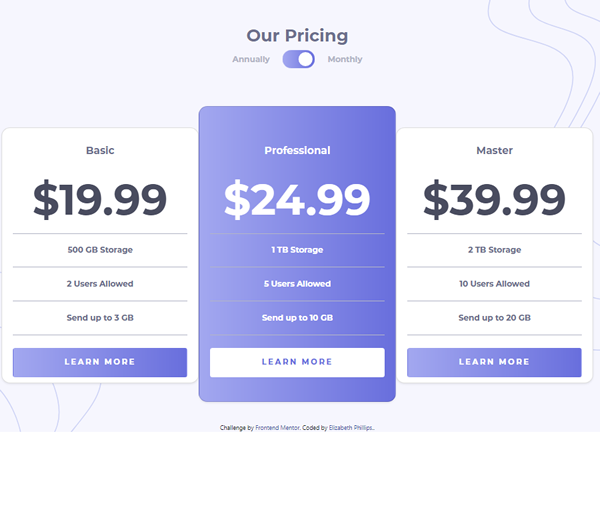 Our Pricing
Annually Monthly
Basic
$19.99
500 GB Storage
2 Users Allowed
Send up to 3 GB
LEARN MORE
Professional
$24.99
1 TB Storage
5 Users Allowed
Send up to 10 GB
LEARN MORE
Master
$39.99
2 TB Storage
10 Users Allowed
Send up to 20 GB
LEARN MORE
Challenge by Frontend Mentor. Coded by Elizabeth Phillips..